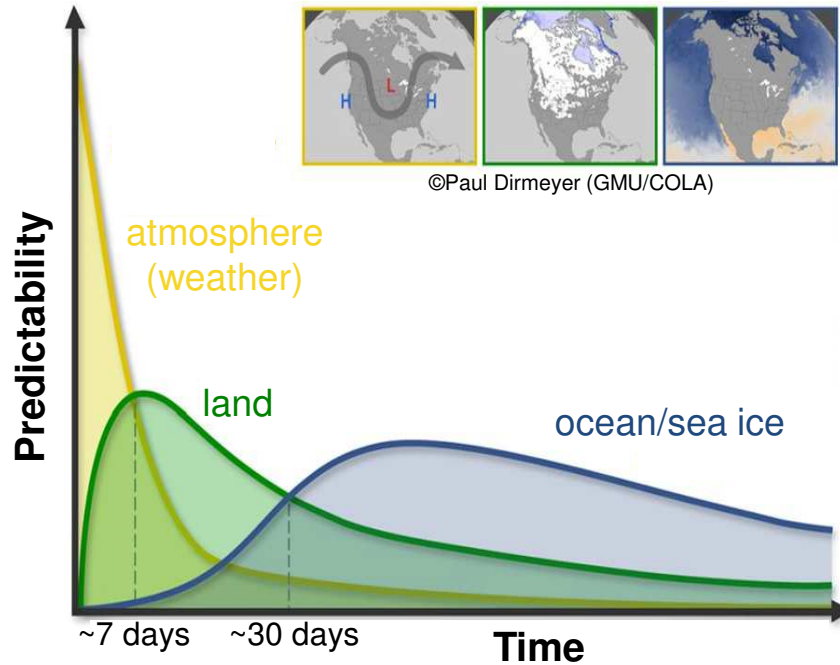 H
L
H
©Paul Dirmeyer (GMU/COLA)
Predictability
atmosphere
(weather)
land
ocean/sea ice
~7 days
~30 days
Time